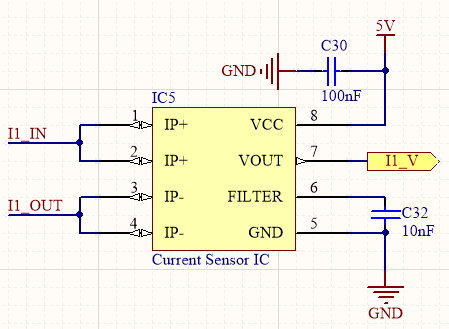 C30
5V
GND
100nF
IC5
1 IP+ VCC 8
I1_IN
2 IP+ VOUT 7 I1_V
3 IP- FILTER 6
I1_OUT
C32
4 IP- GND 5
10nF
Current Sensor IC
GND